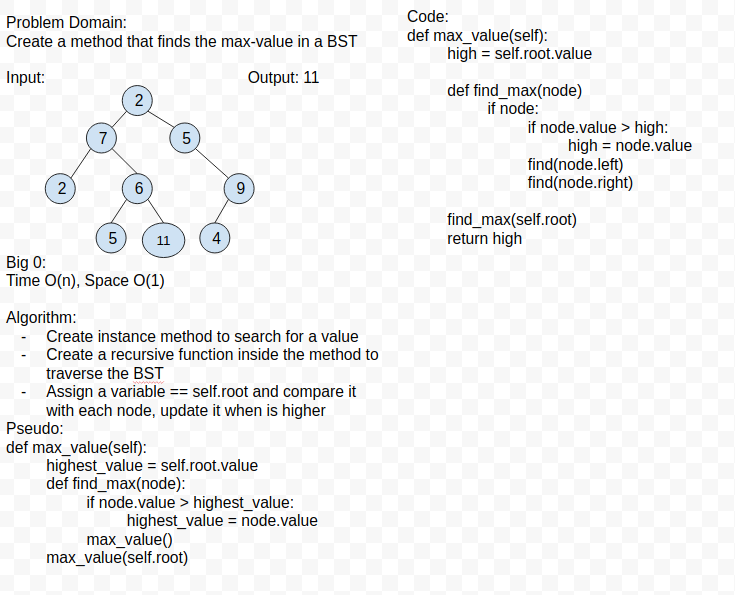 Problem Domain:
Create a method that finds the max-value in a BST
Input:
Output: 11
2
7
5
2
6
9
5
11
4
Big 0:
Time O(n), Space O(1)
Algorithm:
- Create instance method to search for a value
- Create a recursive function inside the method to
traverse the BST
- Assign a variable == self.root and compare it
with each node, update it when is higher
Pseudo:
def max_value(self):
highest_value = self.root.value
def find_max(node):
if node.value > highest_value:
highest_value = node.value
max_value()
max_value(self.root)
Code:
def max_value(self):
high = self.root.value
def find_max(node)
if node:
if node.value > high:
high = node.value
find(node.left)
find(node.right)
find_max(self.root)
return high